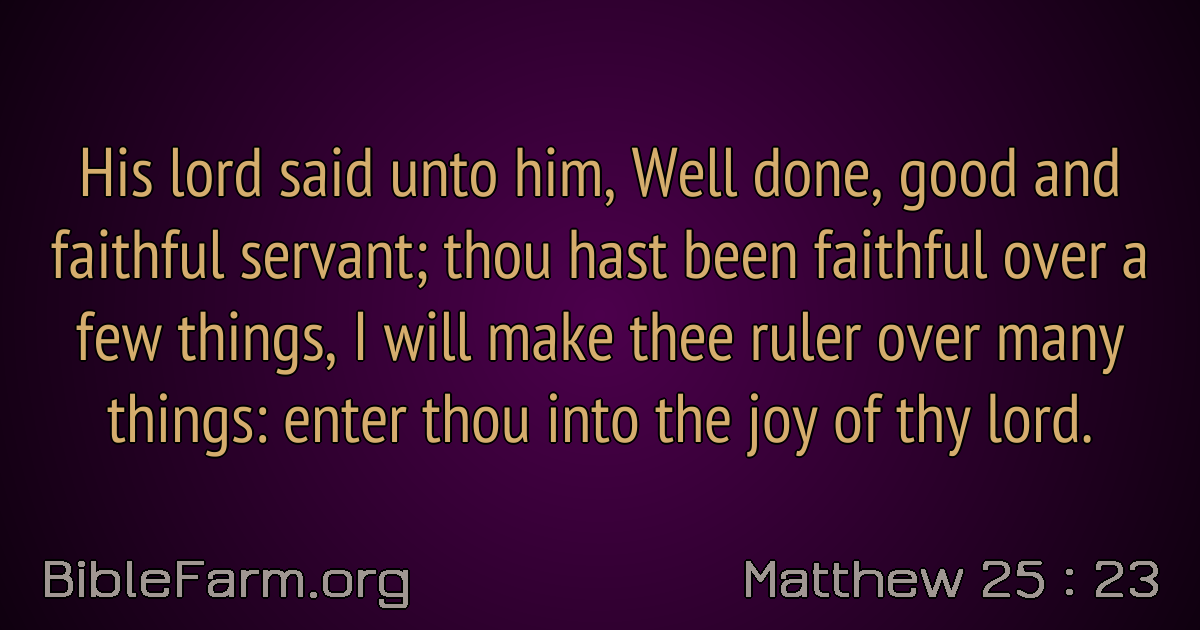 His lord said unto him, Well done, good and
faithful servant; thou hast been faithful over a
few things, I will make thee ruler over many
things: enter thou into the joy of thy lord.
BibleFarm.org
Matthew 25 : 23